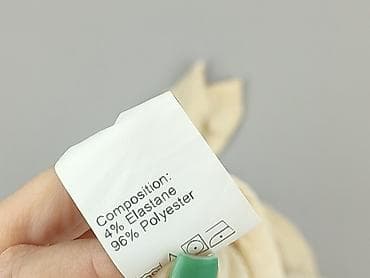 Composition:
4% Elastane
96% Polyester